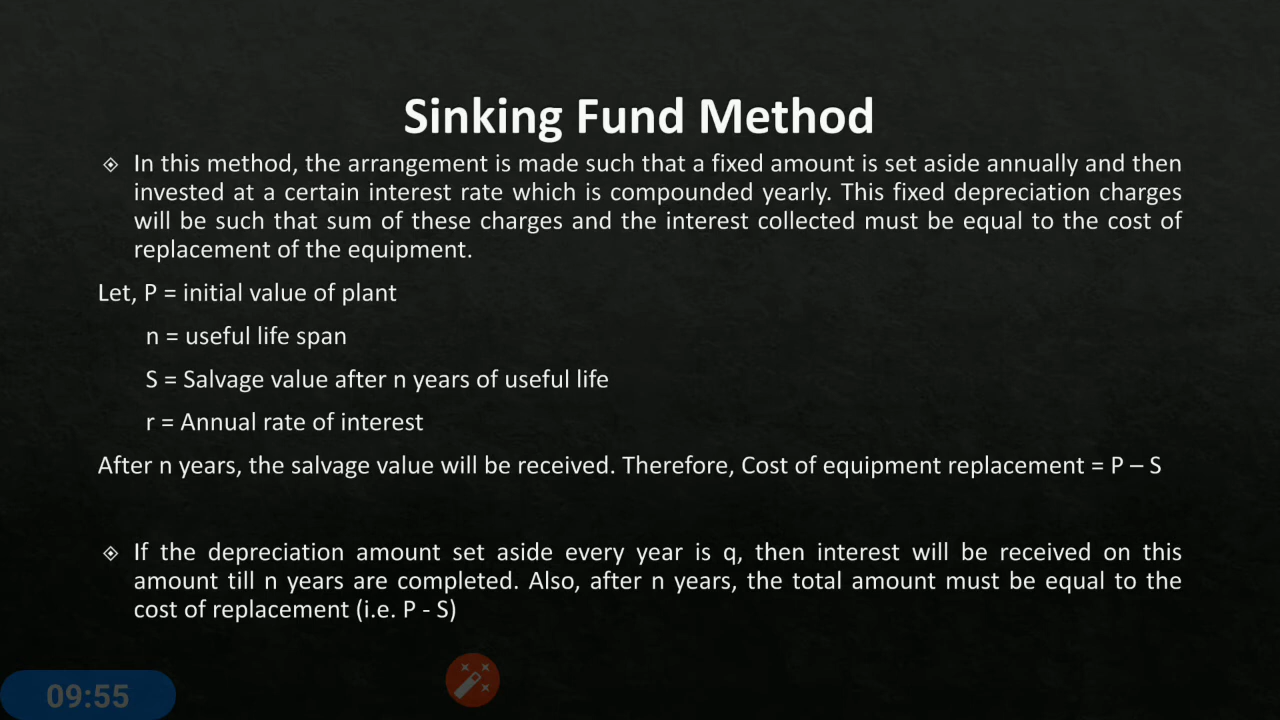 Sinking Fund Method
In this method, the arrangement is made such that a fixed amount is set aside annually and then
invested at a certain interest rate which is compounded yearly. This fixed depreciation charges
will be such that sum of these charges and the interest collected must be equal to the cost of
replacement of the equipment.
Let, P = initial value of plant
n = useful life span
S = Salvage value after n years of useful life
r = Annual rate of interest
After n years, the salvage value will be received. Therefore, Cost of equipment replacement = P – S
If the depreciation amount set aside every year is q, then interest will be received on this
amount till n years are completed. Also, after n years, the total amount must be equal to the
cost of replacement (i.e. P - S)
09:55